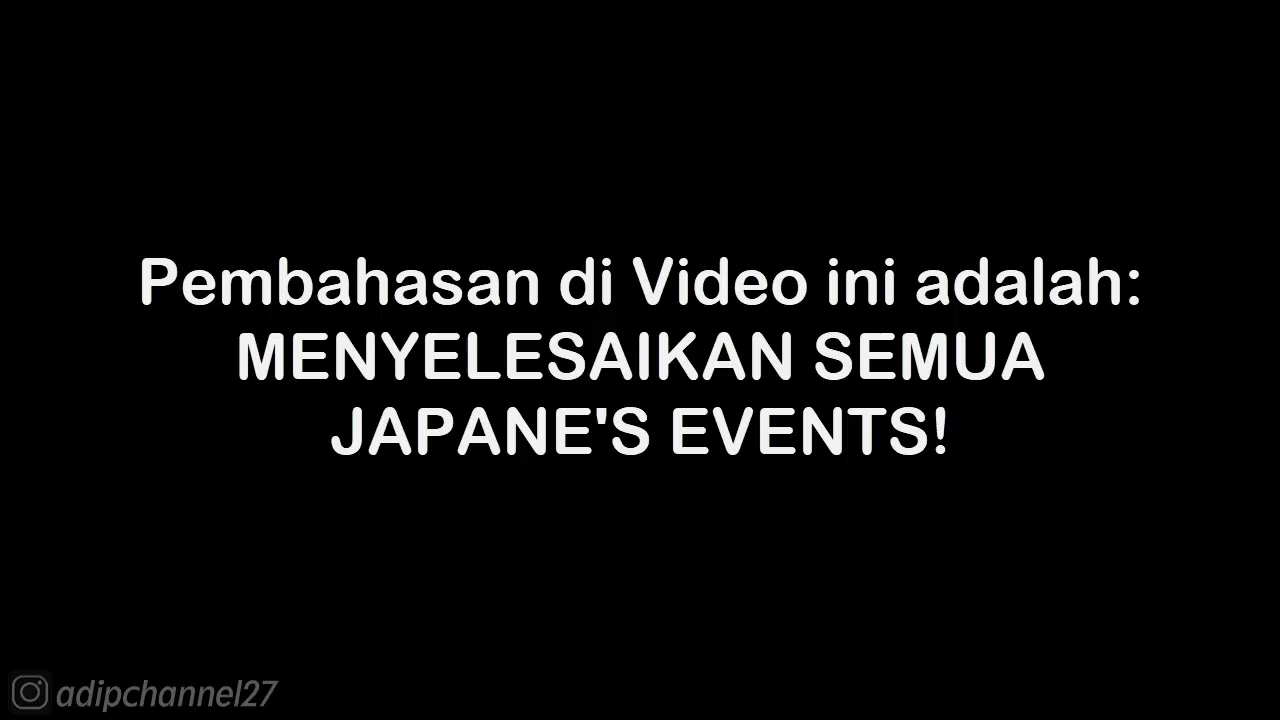 Pembahasan di Video ini adalah:
MENYELESAIKAN SEMUA
JAPANE'S EVENTS!
adipchannel27